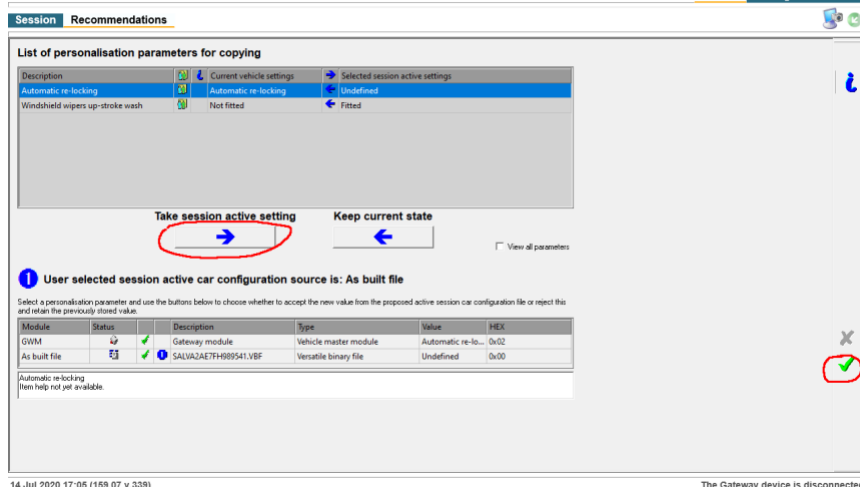 Session Recommendations
List of personalisation parameters for copying
Description Current vehicle settings Selected session active settings
Automatic re-locking Automatic re-locking Undefined
Windshield wipers up-stroke wash Not fitted Fitted
Take session active setting Keep current state
View all parameters
1 User selected session active car configuration source is: As built file
Select a personalisation parameter and use the buttons below to choose whether to accept the new value from the proposed active session car configuration file or reject this
and retain the previously stored value.
Module Status Description Type Value HEX
GWM Gateway module Vehicle master module Automatic re-lo... 0x02
As built file SALVA2AE7FH989541.VBF Versatile binary file Undefined 0x00
Automatic re-locking
Item help not yet available.
14 Jul 2020 17:05 (159.07 v 339) The Gateway device is disconnected